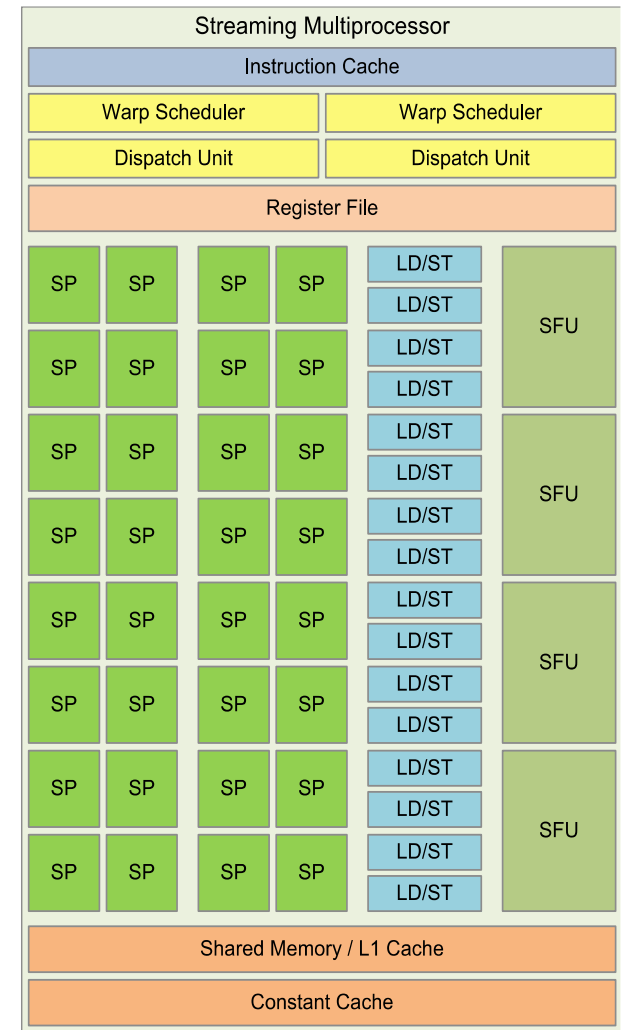 Streaming Multiprocessor
Instruction Cache
Warp Scheduler Warp Scheduler
Dispatch Unit Dispatch Unit
Register File
LD/ST
SP SP SP SP
LD/ST
SFU
LD/ST
SP SP SP SP
LD/ST
LD/ST
SP SP SP SP
LD/ST
SFU
LD/ST
SP SP SP SP
LD/ST
LD/ST
SP SP SP SP
LD/ST
SFU
LD/ST
SP SP SP SP
LD/ST
LD/ST
SP SP SP SP
LD/ST
SFU
LD/ST
SP SP SP SP
LD/ST
Shared Memory / L1 Cache
Constant Cache